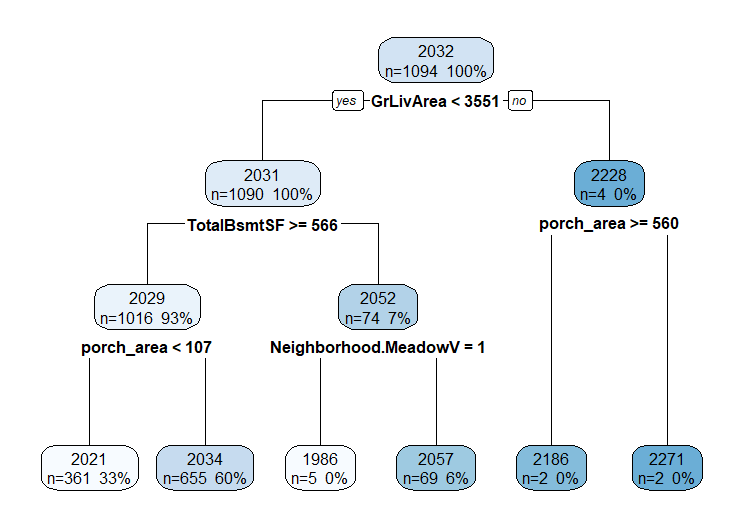 2032
n=1094 100%
yes GrLivArea < 3551 no
2031
n=1090 100%
2228
n=4 0%
TotalBsmtSF >= 566
porch_area >= 560
2029
n=1016 93%
2052
n=74 7%
porch_area < 107
Neighborhood.MeadowV = 1
2021
n=361 33%
2034
n=655 60%
1986
n=5 0%
2057
n=69 6%
2186
n=2 0%
2271
n=2 0%